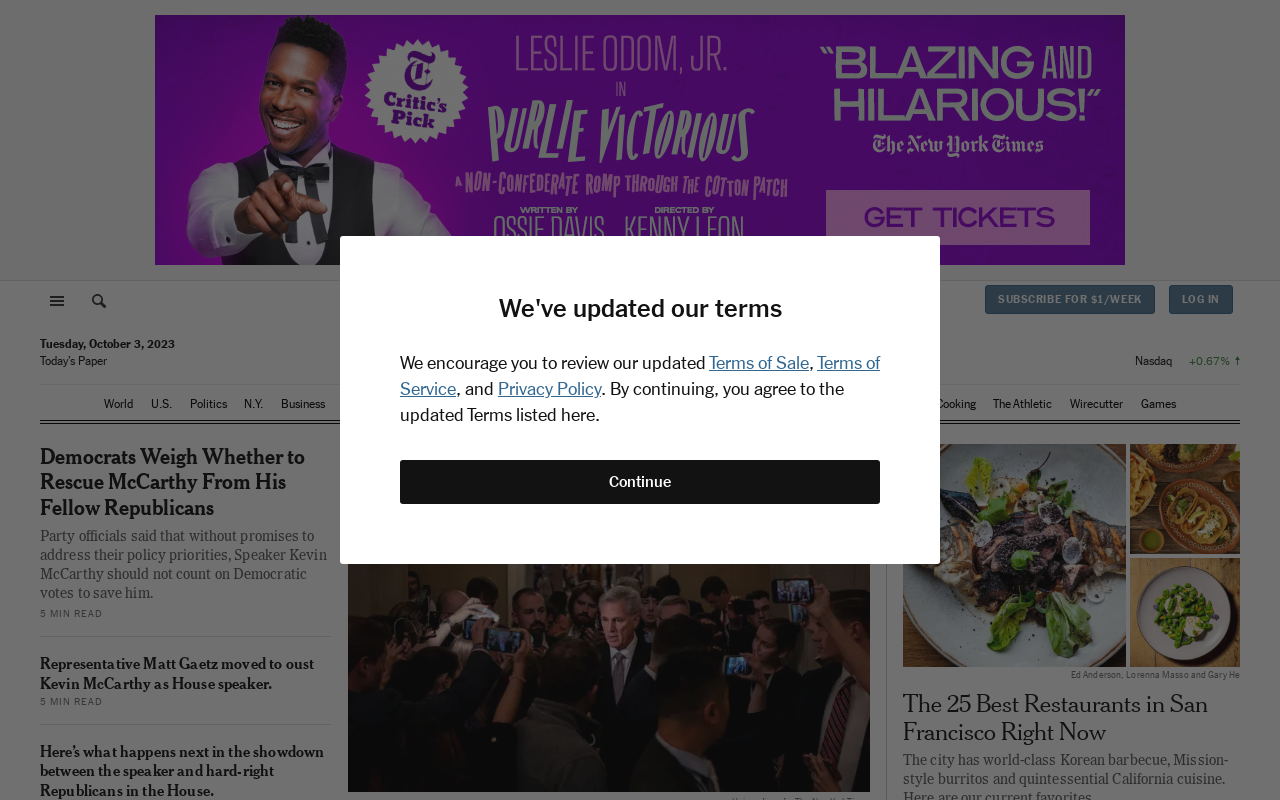 LESLIE ODOM, JR.
IN
PURLIE VICTORIOUS
A NON-CONFEDERATE ROMP THROUGH THE COTTON PATCH
WRITTEN BY
OSSIE DAVIS
DIRECTED BY
KENNY LEON
T
Critic's
Pick
“BLAZING AND
HILARIOUS!”
The New York Times
GET TICKETS
SUBSCRIBE FOR $1/WEEK
LOG IN
Tuesday, October 3, 2023
Today's Paper
Nasdaq +0.67% ↑
World U.S. Politics N.Y. Business
Cooking The Athletic Wirecutter Games
We've updated our terms
We encourage you to review our updated Terms of Sale, Terms of
Service, and Privacy Policy. By continuing, you agree to the
updated Terms listed here.
Continue
Democrats Weigh Whether to
Rescue McCarthy From His
Fellow Republicans
Party officials said that without promises to
address their policy priorities, Speaker Kevin
McCarthy should not count on Democratic
votes to save him.
5 MIN READ
Representative Matt Gaetz moved to oust
Kevin McCarthy as House speaker.
5 MIN READ
Here's what happens next in the showdown
between the speaker and hard-right
Republicans in the House.
Ed Anderson, Lorenna Masso and Gary He
The 25 Best Restaurants in San
Francisco Right Now
The city has world-class Korean barbecue, Mission-
style burritos and quintessential California cuisine.
Here are our current favorites.